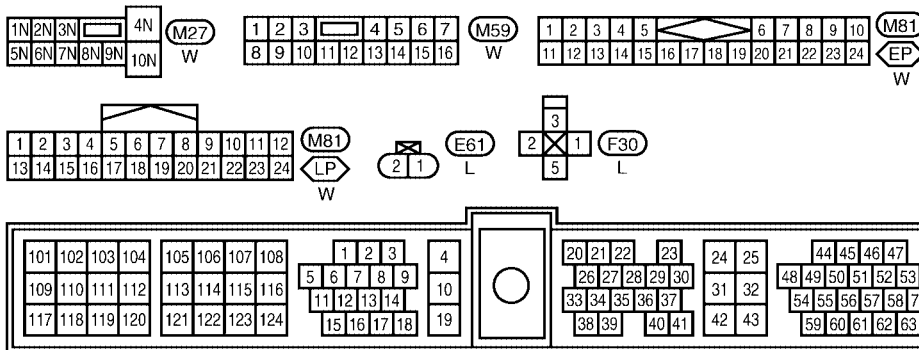 1N 2N 3N 4N M27
5N 6N 7N 8N 9N 10N W
1 2 3 4 5 6 7 M59
8 9 10 11 12 13 14 15 16 W
1 2 3 4 5 6 7 8 9 10 M81
11 12 13 14 15 16 17 18 19 20 21 22 23 24 EP
W
1 2 3 4 5 6 7 8 9 10 11 12 M81
13 14 15 16 17 18 19 20 21 22 23 24 LP
W
2 1 E61
L
3
2 1 F30
5 L
101 102 103 104 105 106 107 108 1 2 3 4 20 21 22 23 24 25 44 45 46 47
109 110 111 112 113 114 115 116 5 6 7 8 9 10 26 27 28 29 30 31 32 48 49 50 51 52 53
11 12 13 14 33 34 35 36 37 54 55 56 57 58
117 118 119 120 121 122 123 124 15 16 17 18 19 38 39 40 41 42 43 59 60 61 62 63